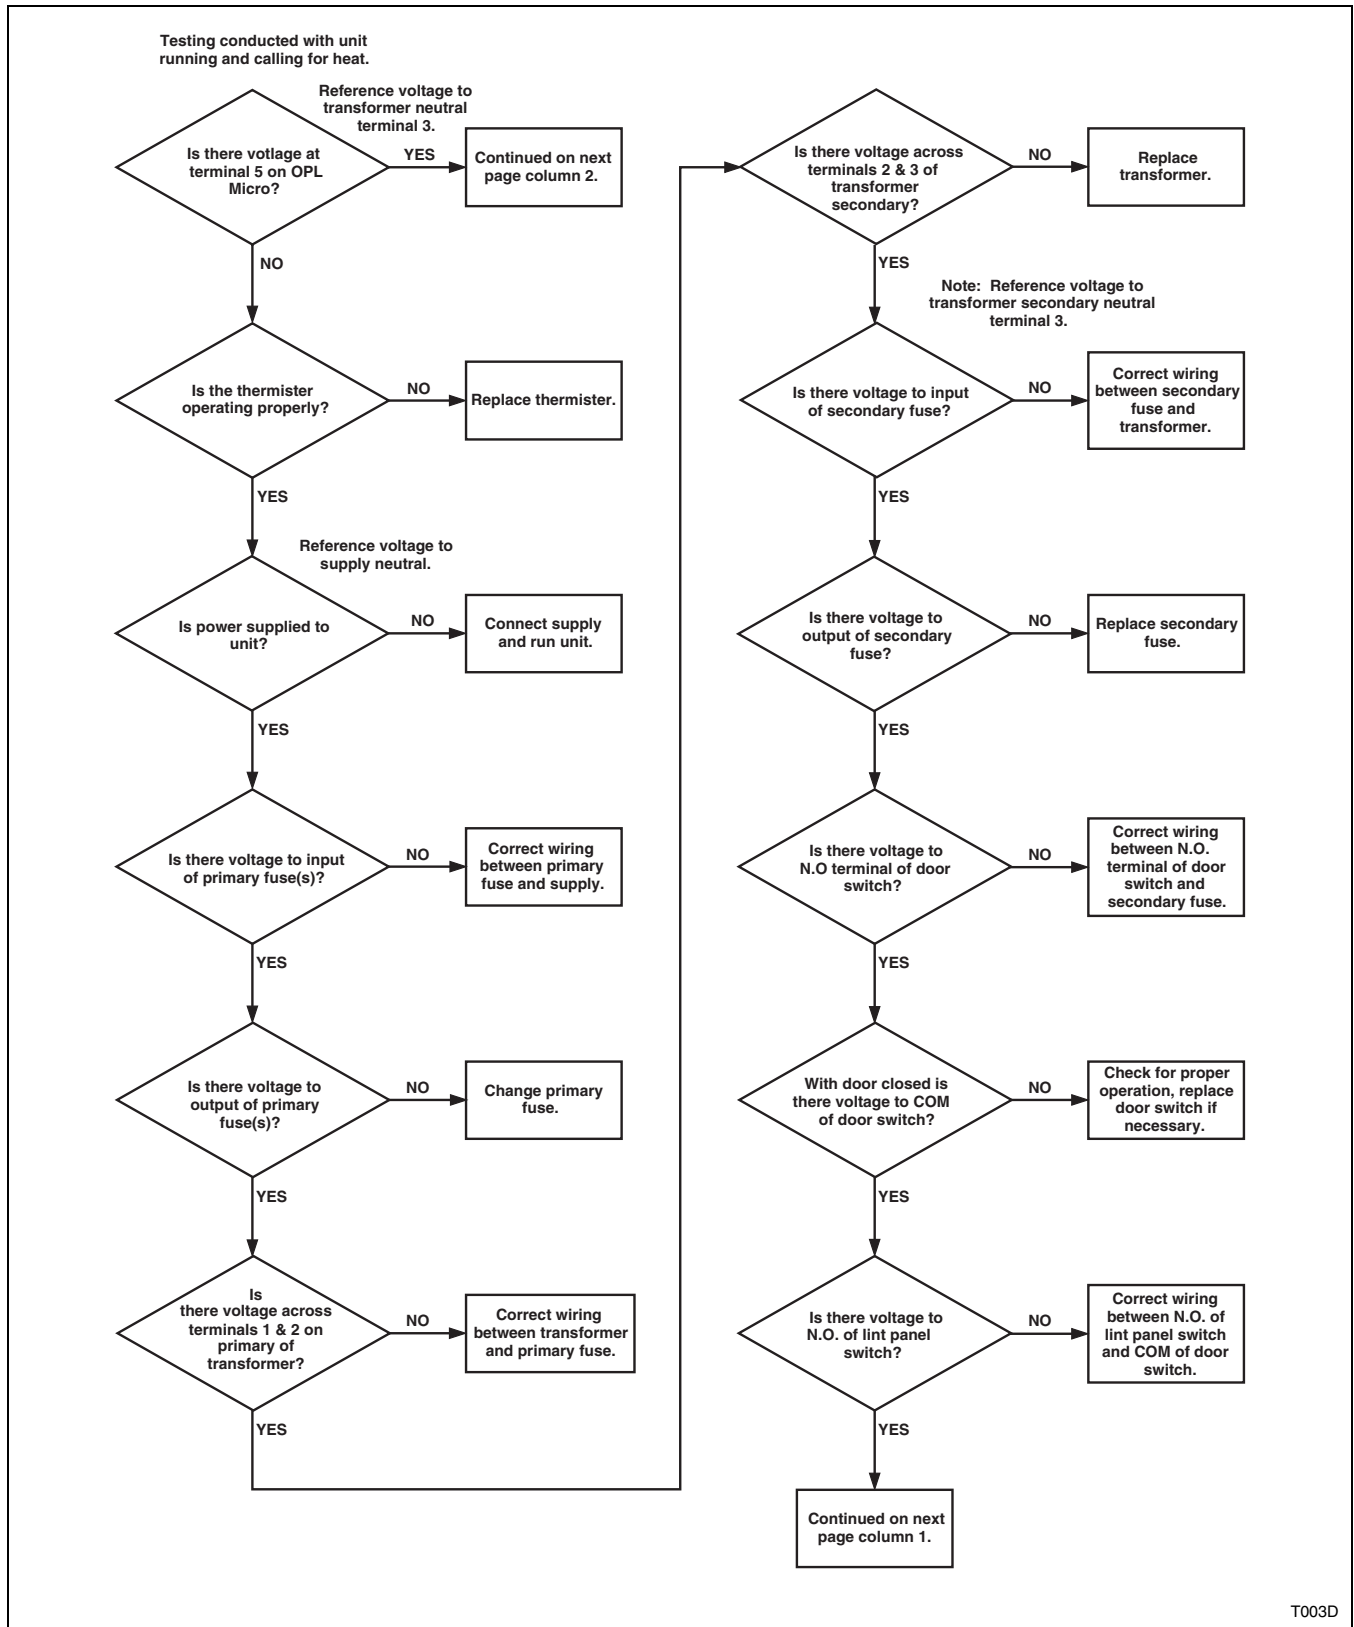 Testing conducted with unit
running and calling for heat.
Reference voltage to
transformer neutral
terminal 3.
Is there votlage at
terminal 5 on OPL
Micro?
YES
Continued on next
page column 2.
NO
Is the thermister
operating properly?
NO
Replace thermister.
YES
Reference voltage to
supply neutral.
Is power supplied to
unit?
NO
Connect supply
and run unit.
YES
Is there voltage to input
of primary fuse(s)?
NO
Correct wiring
between primary
fuse and supply.
YES
Is there voltage to
output of primary
fuse(s)?
NO
Change primary
fuse.
YES
Is
there voltage across
terminals 1 & 2 on
primary of
transformer?
NO
Correct wiring
between transformer
and primary fuse.
YES
Is there voltage across
terminals 2 & 3 of
transformer
secondary?
NO
Replace
transformer.
YES
Note: Reference voltage to
transformer secondary neutral
terminal 3.
Is there voltage to input
of secondary fuse?
NO
Correct wiring
between secondary
fuse and
transformer.
YES
Is there voltage to
output of secondary
fuse?
NO
Replace secondary
fuse.
YES
Is there voltage to
N.O terminal of door
switch?
NO
Correct wiring
between N.O.
terminal of door
switch and
secondary fuse.
YES
With door closed is
there voltage to COM
of door switch?
NO
Check for proper
operation, replace
door switch if
necessary.
YES
Is there voltage to
N.O. of lint panel
switch?
NO
Correct wiring
between N.O. of
lint panel switch
and COM of door
switch.
YES
Continued on next
page column 1.
T003D